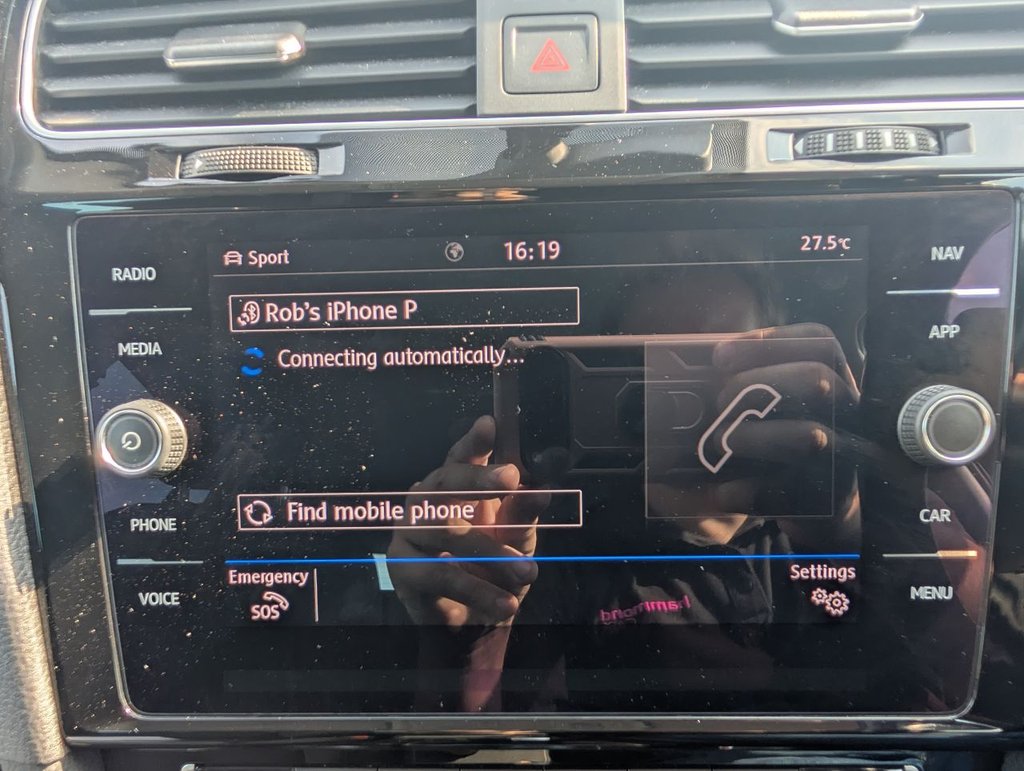 Sport 16:19 27.5°C
RADIO
NAV
Rob's iPhone P
APP
MEDIA
Connecting automatically...
PHONE
Find mobile phone
CAR
Emergency
SOS
Settings
VOICE
MENU